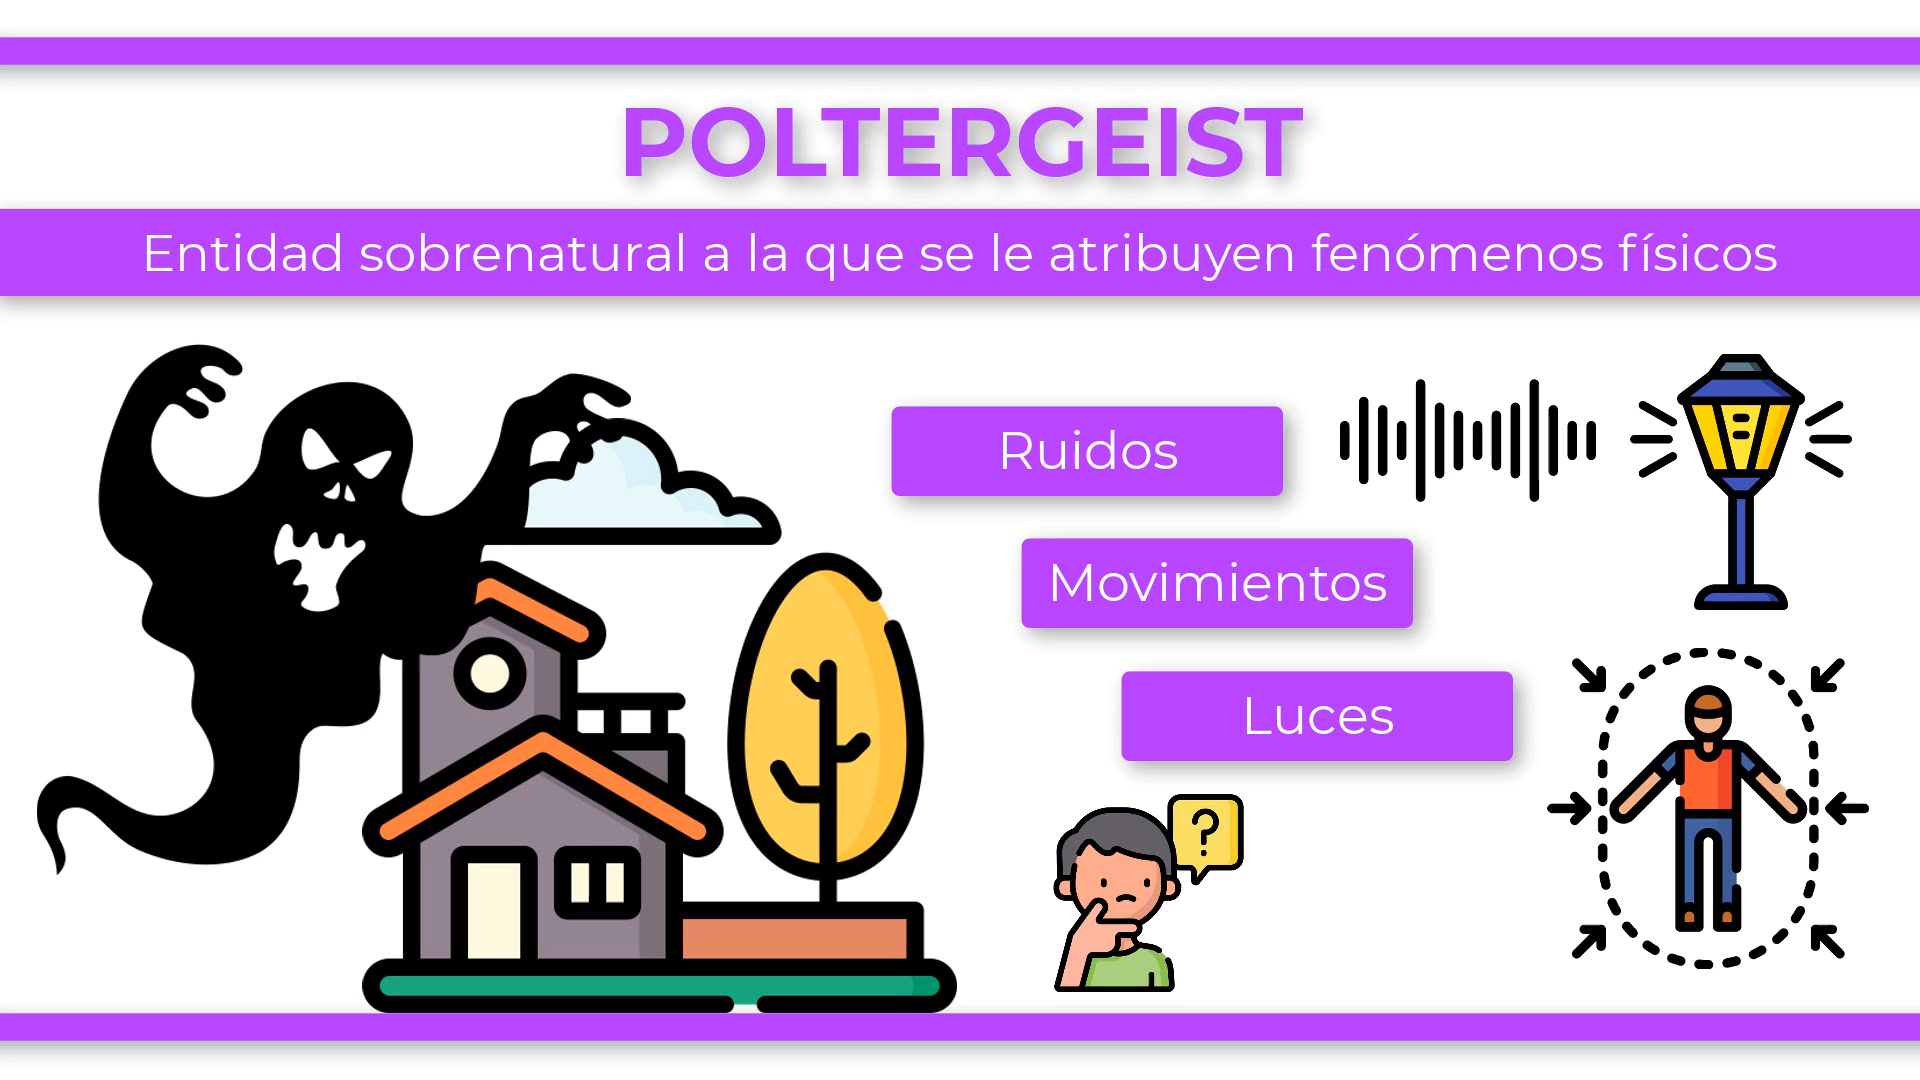 POLTERGEIST
Entidad sobrenatural a la que se le atribuyen fenómenos físicos
Ruidos
Movimientos
Luces
?